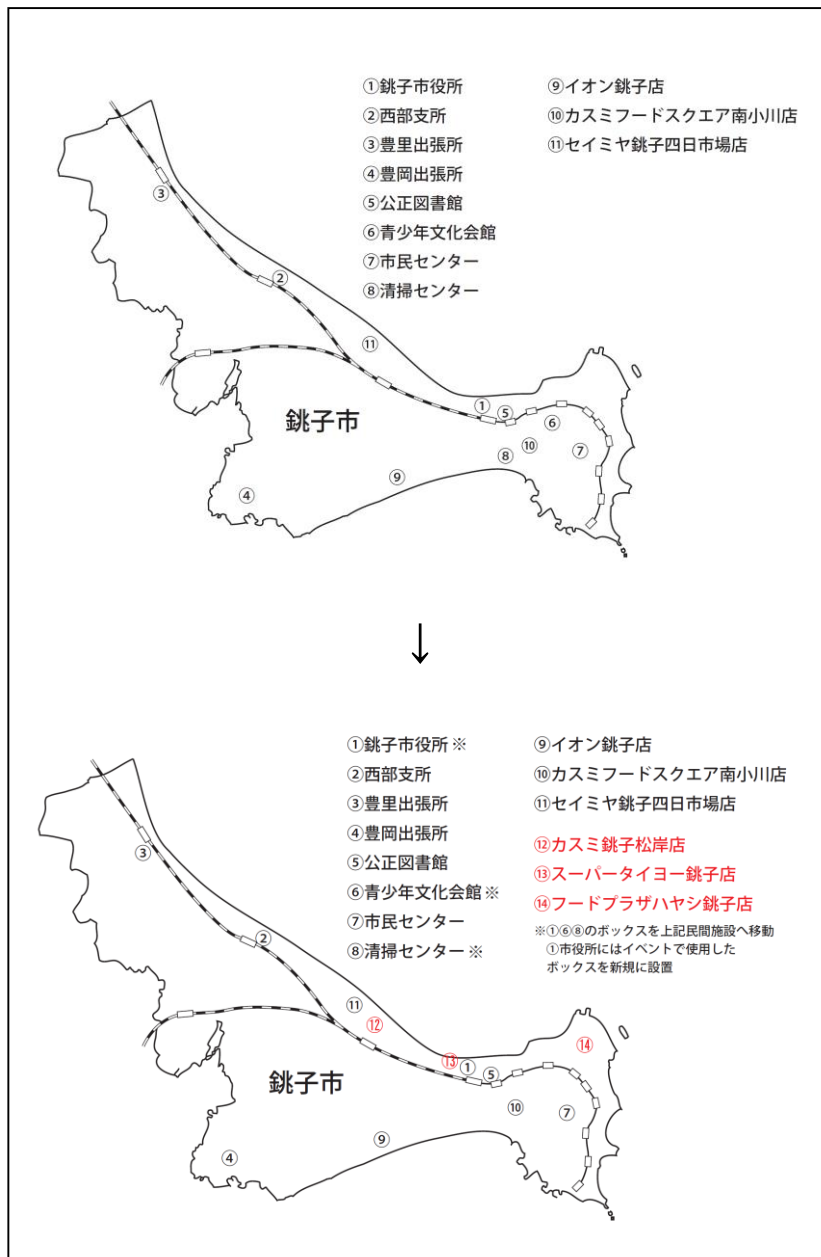 ①銚子市役所
②西部支所
③豊里出張所
④豊岡出張所
⑤公正図書館
⑥青少年文化会館
⑦市民センター
⑧清掃センター
⑨イオン銚子店
⑩カスミフードスクエア南小川店
⑪セイミヤ銚子四日市場店
③
②
⑪
①
⑤
⑥
銚子市
⑩
⑦
⑧
⑨
④
↓
①銚子市役所※
②西部支所
③豊里出張所
④豊岡出張所
⑤公正図書館
⑥青少年文化会館※
⑦市民センター
⑧清掃センター※
⑨イオン銚子店
⑩カスミフードスクエア南小川店
⑪セイミヤ銚子四日市場店
⑫カスミ銚子松岸店
⑬スーパータイヨー銚子店
⑭フードプラザハヤシ銚子店
※①⑥⑧のボックスを上記民間施設へ移動
①市役所にはイベントで使用した
ボックスを新規に設置
③
②
⑪
⑫
⑭
⑬
①
⑤
銚子市
⑩
⑦
⑨
④